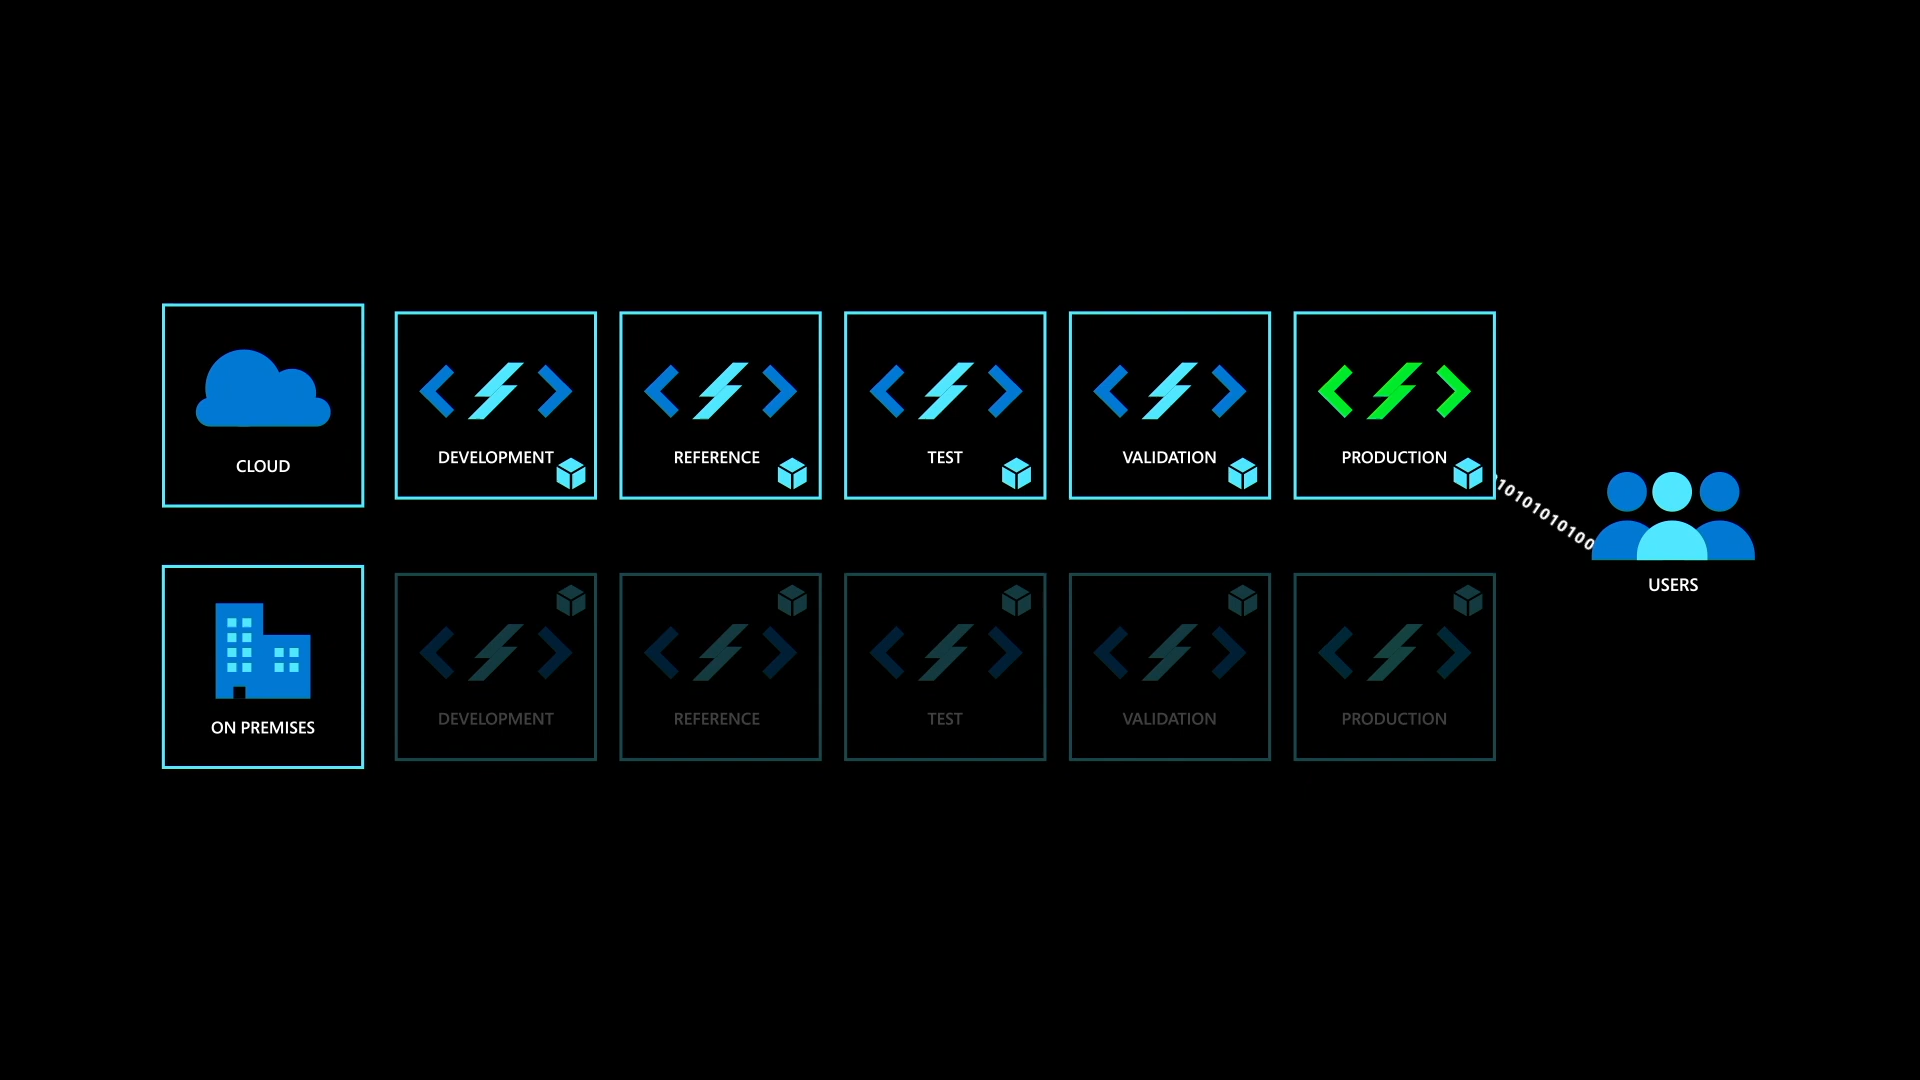 CLOUD
DEVELOPMENT
REFERENCE
TEST
VALIDATION
PRODUCTION
10101010100
USERS
ON PREMISES
DEVELOPMENT
REFERENCE
TEST
VALIDATION
PRODUCTION